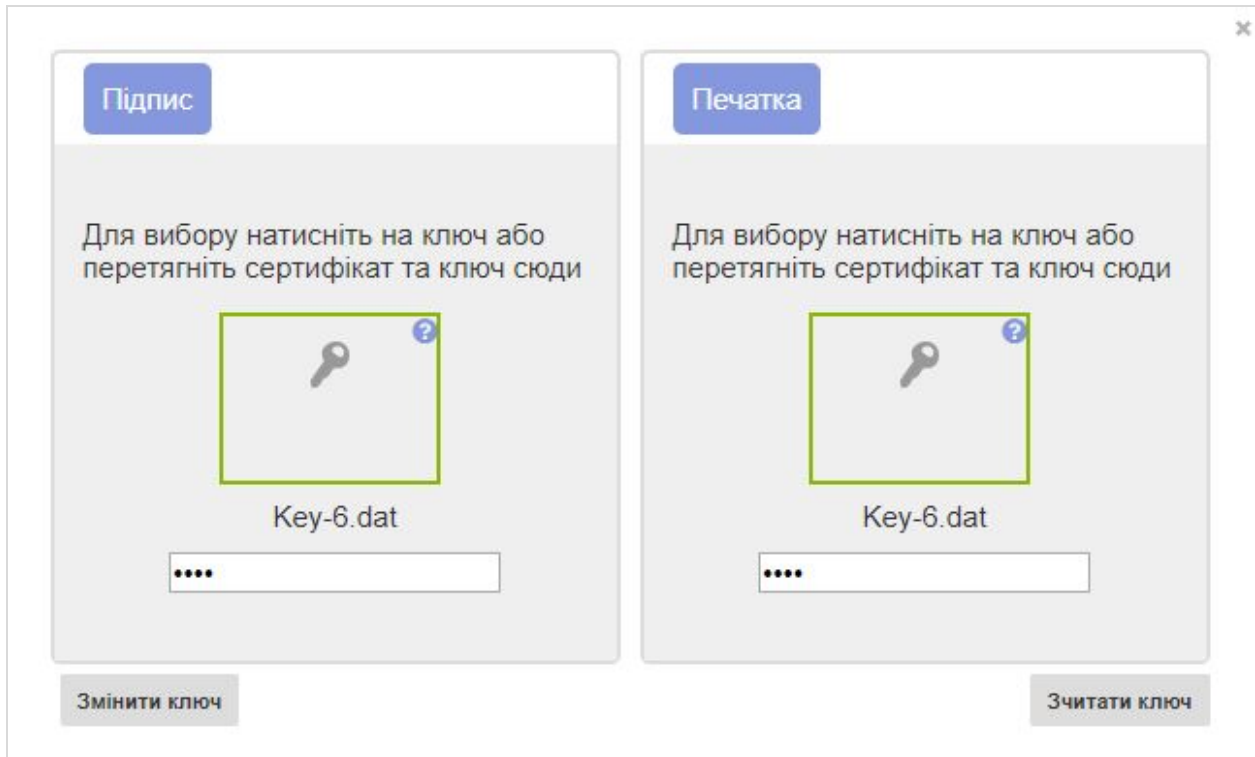 Підпис
Для вибору натисніть на ключ або
перетягніть сертифікат та ключ сюди
?
Key-6.dat
••••
Печатка
Для вибору натисніть на ключ або
перетягніть сертифікат та ключ сюди
?
Key-6.dat
••••
Змінити ключ
Зчитати ключ